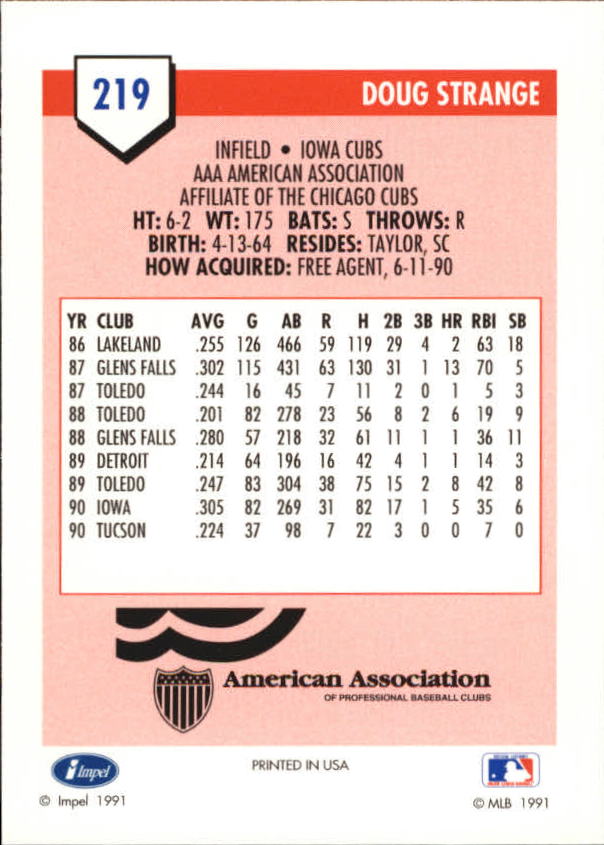 219
DOUG STRANGE
INFIELD • IOWA CUBS
AAA AMERICAN ASSOCIATION
AFFILIATE OF THE CHICAGO CUBS
HT: 6-2 WT: 175 BATS: S THROWS: R
BIRTH: 4-13-64 RESIDES: TAYLOR, SC
HOW ACQUIRED: FREE AGENT, 6-11-90
YR CLUB AVG G AB R H 2B 3B HR RBI SB
86 LAKELAND .255 126 466 59 119 29 4 2 63 18
87 GLENS FALLS .302 115 431 63 130 31 1 13 70 5
87 TOLEDO .244 16 45 7 11 2 0 1 5 3
88 TOLEDO .201 82 278 23 56 8 2 6 19 9
88 GLENS FALLS .280 57 218 32 61 11 1 1 36 11
89 DETROIT .214 64 196 16 42 4 1 1 14 3
89 TOLEDO .247 83 304 38 75 15 2 8 42 8
90 IOWA .305 82 269 31 82 17 1 5 35 6
90 TUCSON .224 37 98 7 22 3 0 0 7 0
American Association
OF PROFESSIONAL BASEBALL CLUBS
Impel
PRINTED IN USA
© Impel 1991
© MLB 1991